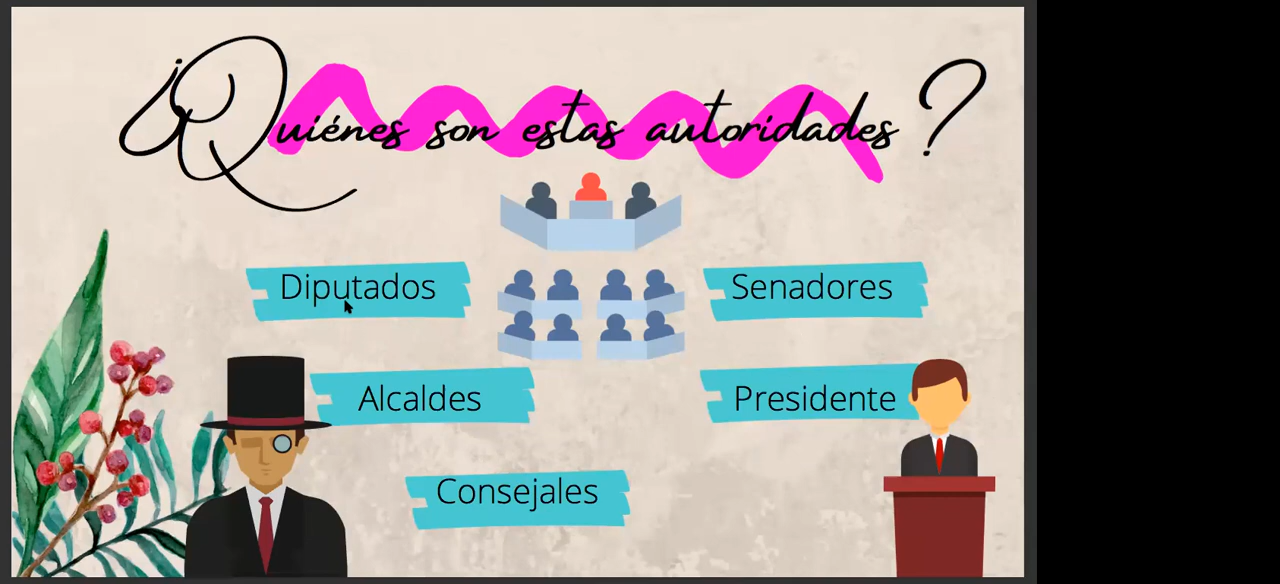 ¿Quiénes son estas autoridades ?
Diputados
Senadores
Alcaldes
Presidente
Consejales